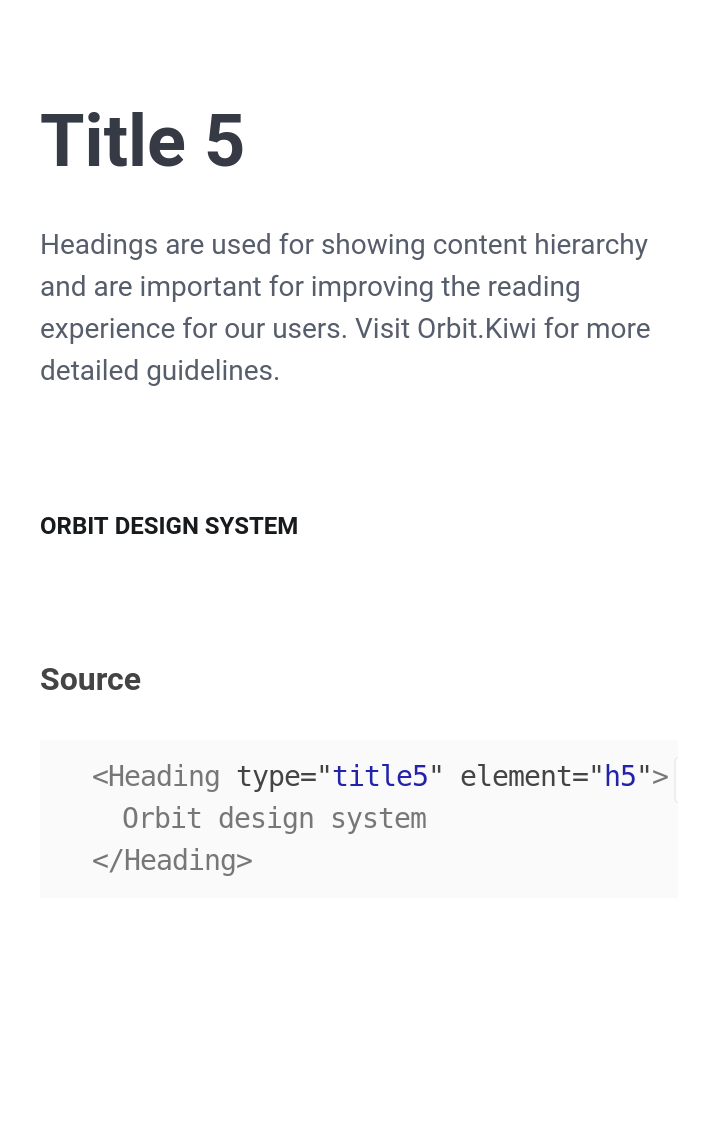 Title 5
Headings are used for showing content hierarchy
and are important for improving the reading
experience for our users. Visit Orbit.Kiwi for more
detailed guidelines.
ORBIT DESIGN SYSTEM
Source
<Heading type="title5" element="h5">
Orbit design system
</Heading>